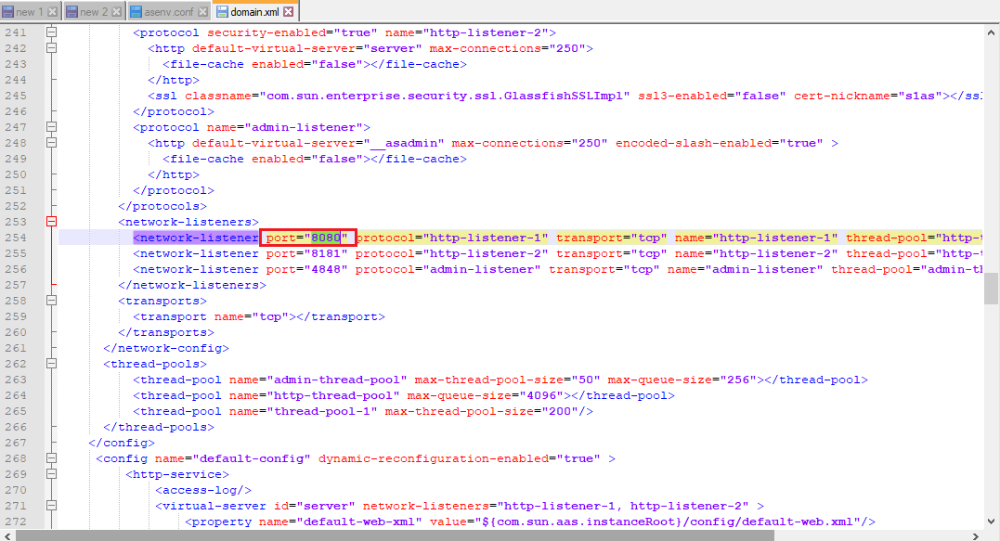 new 1 new 2 asenv.conf domain.xml
241 <protocol security-enabled="true" name="http-listener-2">
242 <http default-virtual-server="server" max-connections="250">
243 <file-cache enabled="false"></file-cache>
244 </http>
245 <ssl classname="com.sun.enterprise.security.ssl.GlassfishSSLImpl" ssl3-enabled="false" cert-nickname="s1as"></ssl
246 </protocol>
247 <protocol name="admin-listener">
248 <http default-virtual-server="__asadmin" max-connections="250" encoded-slash-enabled="true" >
249 <file-cache enabled="false"></file-cache>
250 </http>
251 </protocol>
252 </protocols>
253 <network-listeners>
254 <network-listener port="8080" protocol="http-listener-1" transport="tcp" name="http-listener-1" thread-pool="http-t
255 <network-listener port="8181" protocol="http-listener-2" transport="tcp" name="http-listener-2" thread-pool="http-t
256 <network-listener port="4848" protocol="admin-listener" transport="tcp" name="admin-listener" thread-pool="admin-th
257 </network-listeners>
258 <transports>
259 <transport name="tcp"></transport>
260 </transports>
261 </network-config>
262 <thread-pools>
263 <thread-pool name="admin-thread-pool" max-thread-pool-size="50" max-queue-size="256"></thread-pool>
264 <thread-pool name="http-thread-pool" max-queue-size="4096"></thread-pool>
265 <thread-pool name="thread-pool-1" max-thread-pool-size="200"/>
266 </thread-pools>
267 </config>
268 <config name="default-config" dynamic-reconfiguration-enabled="true" >
269 <http-service>
270 <access-log/>
271 <virtual-server id="server" network-listeners="http-listener-1, http-listener-2" >
272 <property name="default-web-xml" value="${com.sun.aas.instanceRoot}/config/default-web.xml"/>